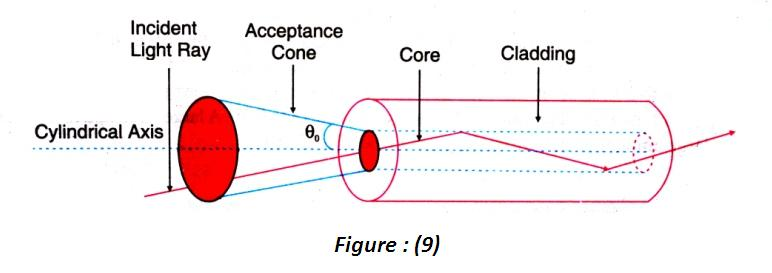 Incident
Light Ray
Acceptance
Cone
Core
Cladding
Cylindrical Axis
θ₀
Figure : (9)